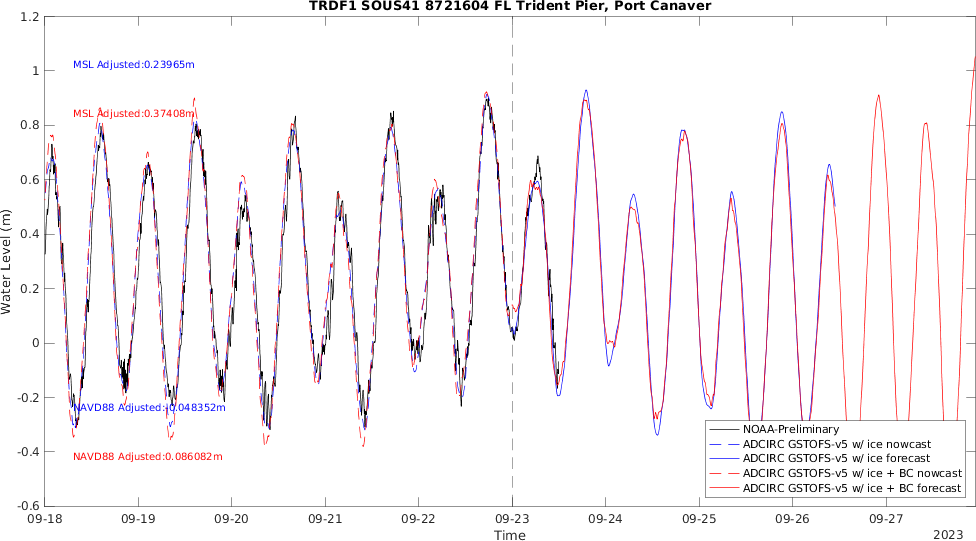 TRDF1 SOUS41 8721604 FL Trident Pier, Port Canaver
1.2
1
0.8
0.6
0.4
0.2
0
-0.2
-0.4
-0.6
Water Level (m)
MSL Adjusted:0.23965m
MSL Adjusted:0.37408m
NAVD88 Adjusted:-0.048352m
NAVD88 Adjusted:0.086082m
NOAA-Preliminary
ADCIRC GSTOFS-v5 w/ ice nowcast
ADCIRC GSTOFS-v5 w/ ice forecast
ADCIRC GSTOFS-v5 w/ ice + BC nowcast
ADCIRC GSTOFS-v5 w/ ice + BC forecast
09-18 09-19 09-20 09-21 09-22 09-23 09-24 09-25 09-26 09-27
Time
2023